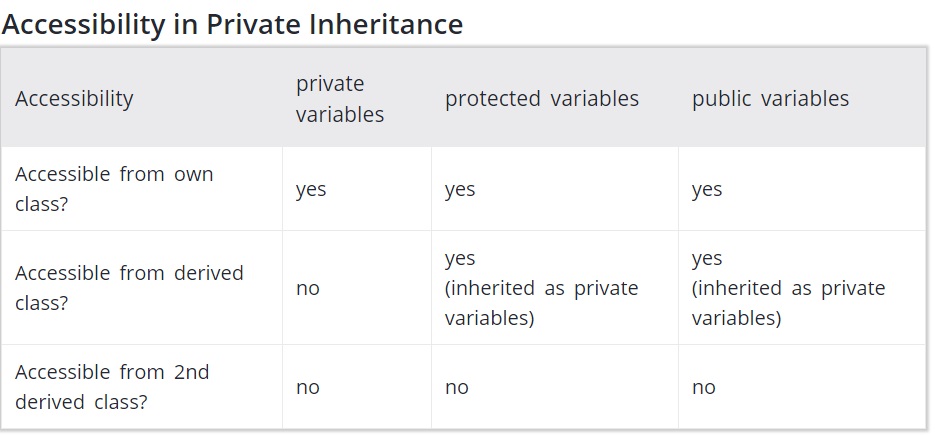 Accessibility in Private Inheritance
Accessibility
private
variables
protected variables
public variables
Accessible from own
class?
yes
yes
yes
Accessible from derived
class?
no
yes
(inherited as private
variables)
yes
(inherited as private
variables)
Accessible from 2nd
derived class?
no
no
no